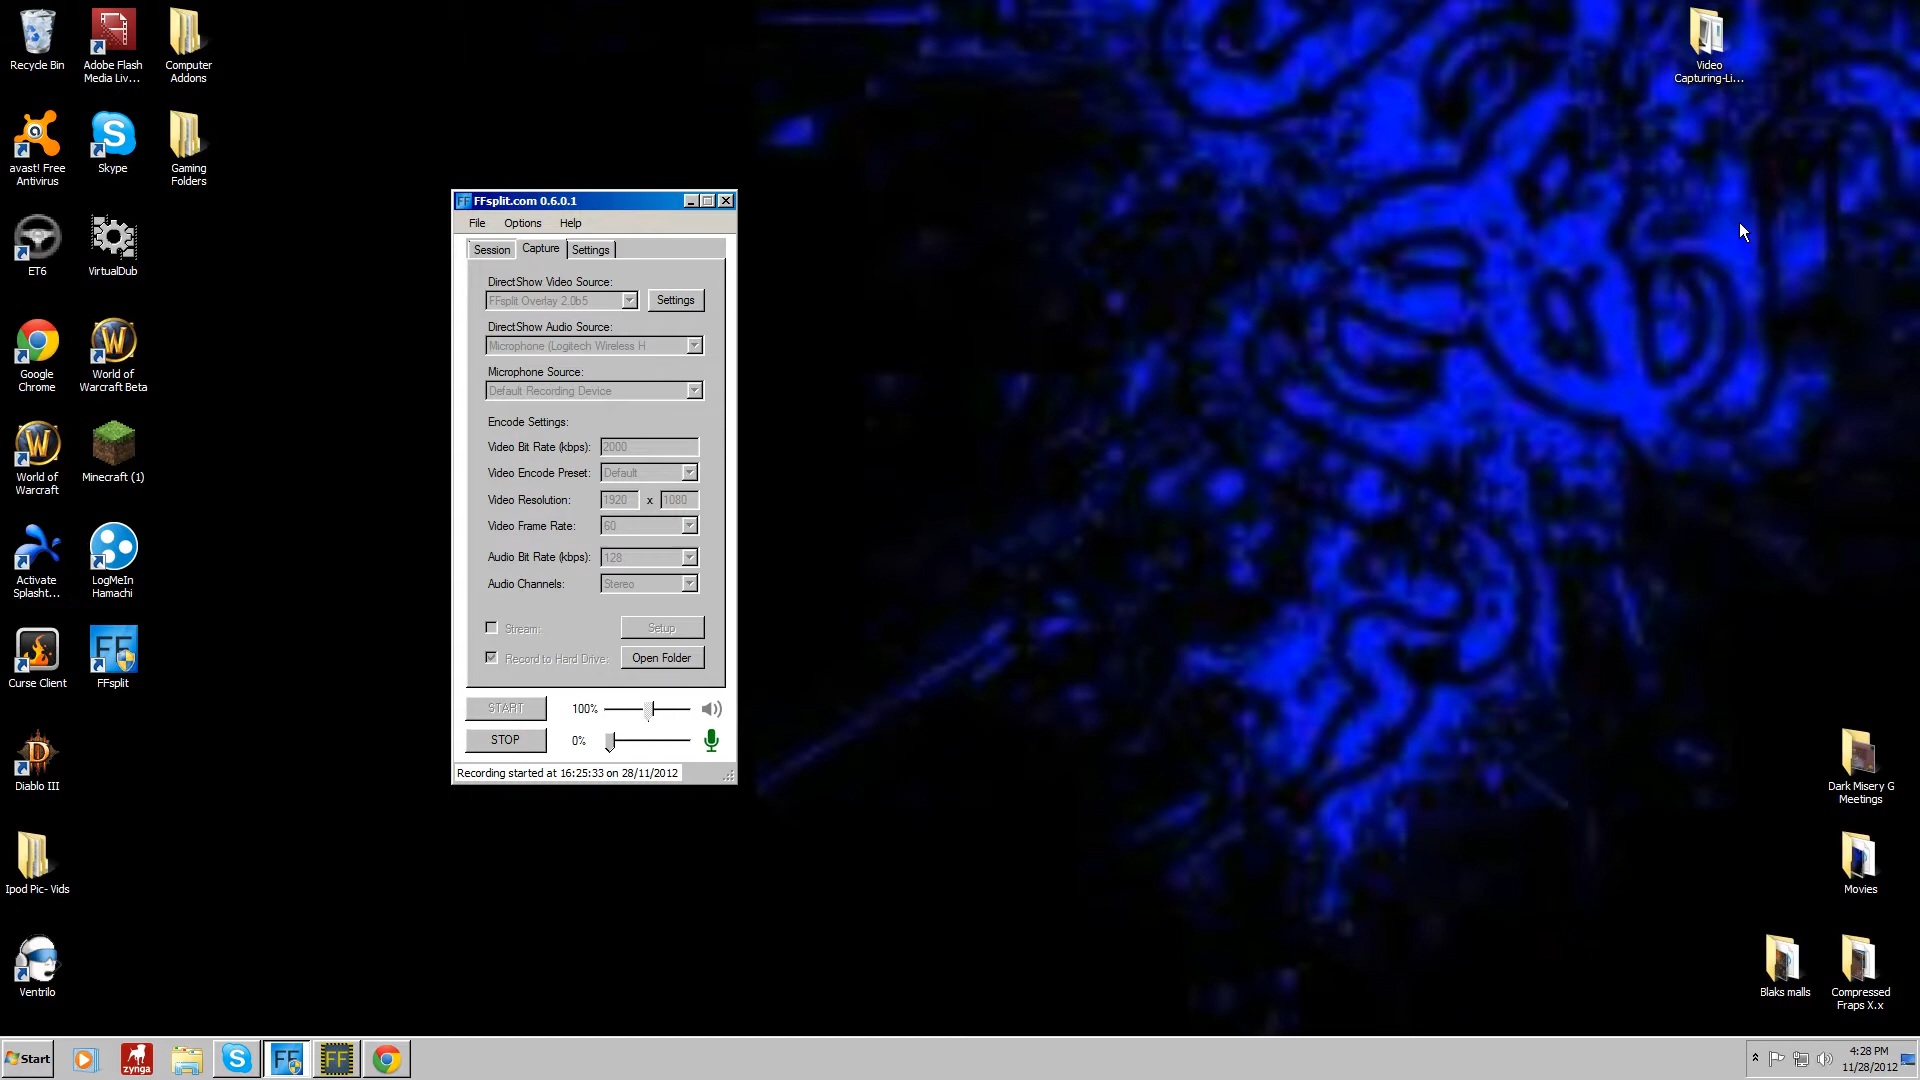 Recycle Bin
Adobe Flash
Media Liv...
Computer
Addons
Video
Capturing-Li...
avast! Free
Antivirus
Skype
Gaming
Folders
ET6
VirtualDub
Google
Chrome
World of
Warcraft Beta
World of
Warcraft
Minecraft (1)
Activate
Splasht...
LogMeIn
Hamachi
Curse Client
FFsplit
Diablo III
Ipod Pic- Vids
Ventrilo
FFsplit.com 0.6.0.1
File Options Help
Session Capture Settings
DirectShow Video Source:
FFsplit Overlay 2.0b5 Settings
DirectShow Audio Source:
Microphone (Logitech Wireless H
Microphone Source:
Default Recording Device
Encode Settings:
Video Bit Rate (kbps): 2000
Video Encode Preset: Default
Video Resolution: 1920 x 1080
Video Frame Rate: 60
Audio Bit Rate (kbps): 128
Audio Channels: Stereo
Stream: Setup
Record to Hard Drive: Open Folder
START 100%
STOP 0%
Recording started at 16:25:33 on 28/11/2012
Dark Misery G
Meetings
Movies
Blaks malls
Compressed
Fraps X.x
Start
zynga
4:28 PM
11/28/2012